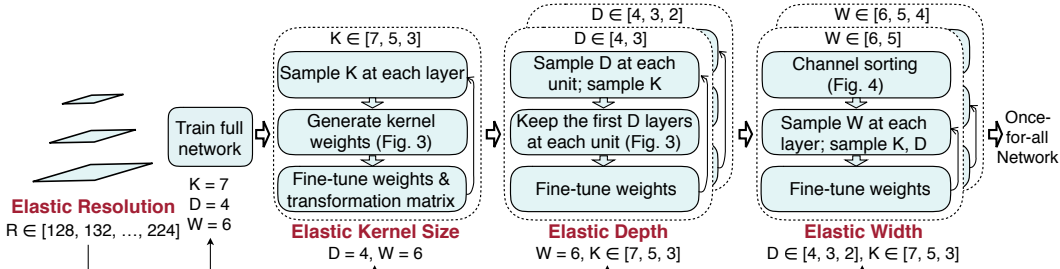 Elastic Resolution
R ∈ [128, 132, …, 224]
Train full
network
K = 7
D = 4
W = 6
K ∈ [7, 5, 3]
Sample K at each layer
Generate kernel
weights (Fig. 3)
Fine-tune weights &
transformation matrix
Elastic Kernel Size
D = 4, W = 6
D ∈ [4, 3, 2]
D ∈ [4, 3]
Sample D at each
unit; sample K
Keep the first D layers
at each unit (Fig. 3)
Fine-tune weights
Elastic Depth
W = 6, K ∈ [7, 5, 3]
W ∈ [6, 5, 4]
W ∈ [6, 5]
Channel sorting
(Fig. 4)
Sample W at each
layer; sample K, D
Fine-tune weights
Elastic Width
D ∈ [4, 3, 2], K ∈ [7, 5, 3]
Once-
for-all
Network